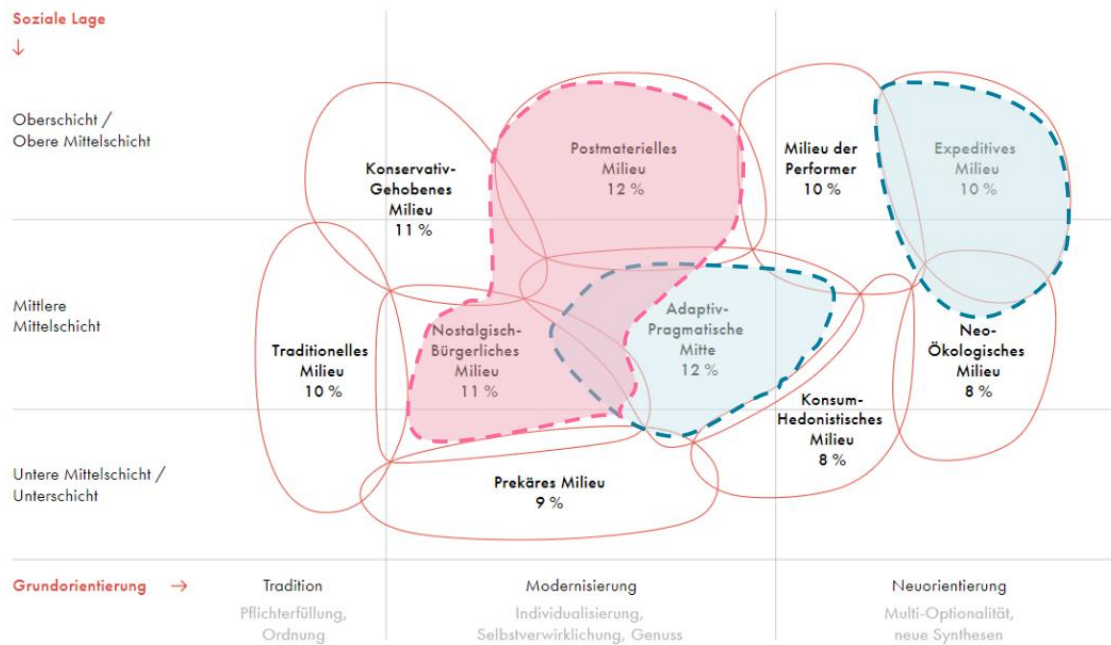 Soziale Lage
↓
Oberschicht /
Obere Mittelschicht
Konservativ-
Gehobenes
Milieu
11 %
Postmaterielles
Milieu
12 %
Milieu der
Performer
10 %
Expeditives
Milieu
10 %
Mittlere
Mittelschicht
Traditionelles
Milieu
10 %
Nostalgisch-
Bürgerliches
Milieu
11 %
Adaptiv-
Pragmatische
Mitte
12 %
Konsum-
Hedonistisches
Milieu
8 %
Neo-
Ökologisches
Milieu
8 %
Untere Mittelschicht /
Unterschicht
Prekäres Milieu
9 %
Grundorientierung →
Tradition
Pflichterfüllung,
Ordnung
Modernisierung
Individualisierung,
Selbstverwirklichung, Genuss
Neuorientierung
Multi-Optionalität,
neue Synthesen